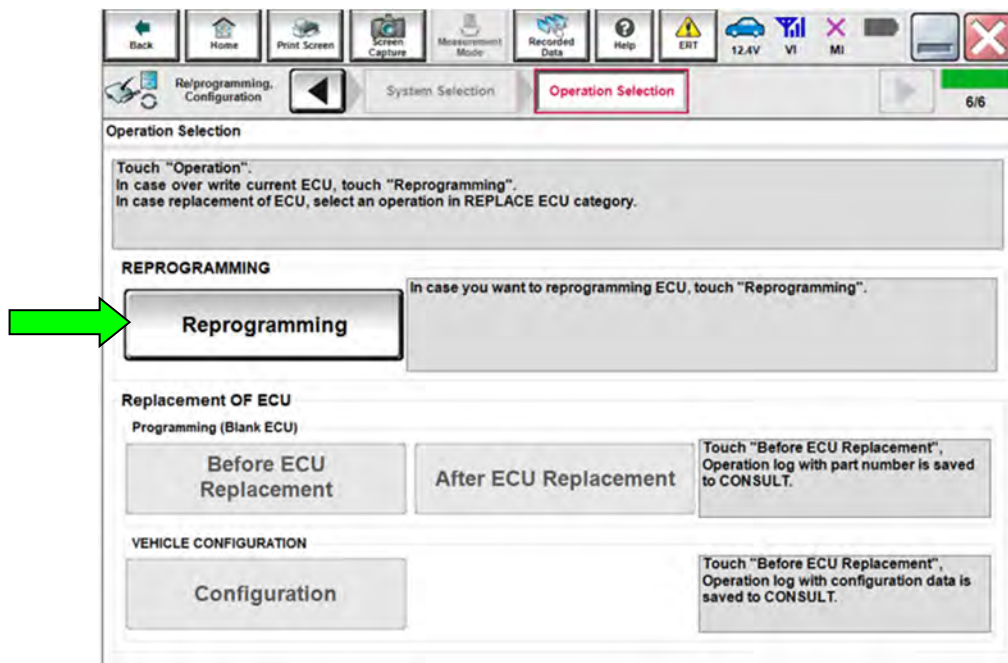 Back
Home
Print Screen
Screen
Capture
Measurement
Mode
Recorded
Data
Help
ERT
12.4V
VI
MI
Re/programming,
Configuration
System Selection
Operation Selection
6/6
Operation Selection
Touch "Operation".
In case over write current ECU, touch "Reprogramming".
In case replacement of ECU, select an operation in REPLACE ECU category.
REPROGRAMMING
Reprogramming
In case you want to reprogramming ECU, touch "Reprogramming".
Replacement OF ECU
Programming (Blank ECU)
Before ECU
Replacement
After ECU Replacement
Touch "Before ECU Replacement",
Operation log with part number is saved
to CONSULT.
VEHICLE CONFIGURATION
Configuration
Touch "Before ECU Replacement",
Operation log with configuration data is
saved to CONSULT.